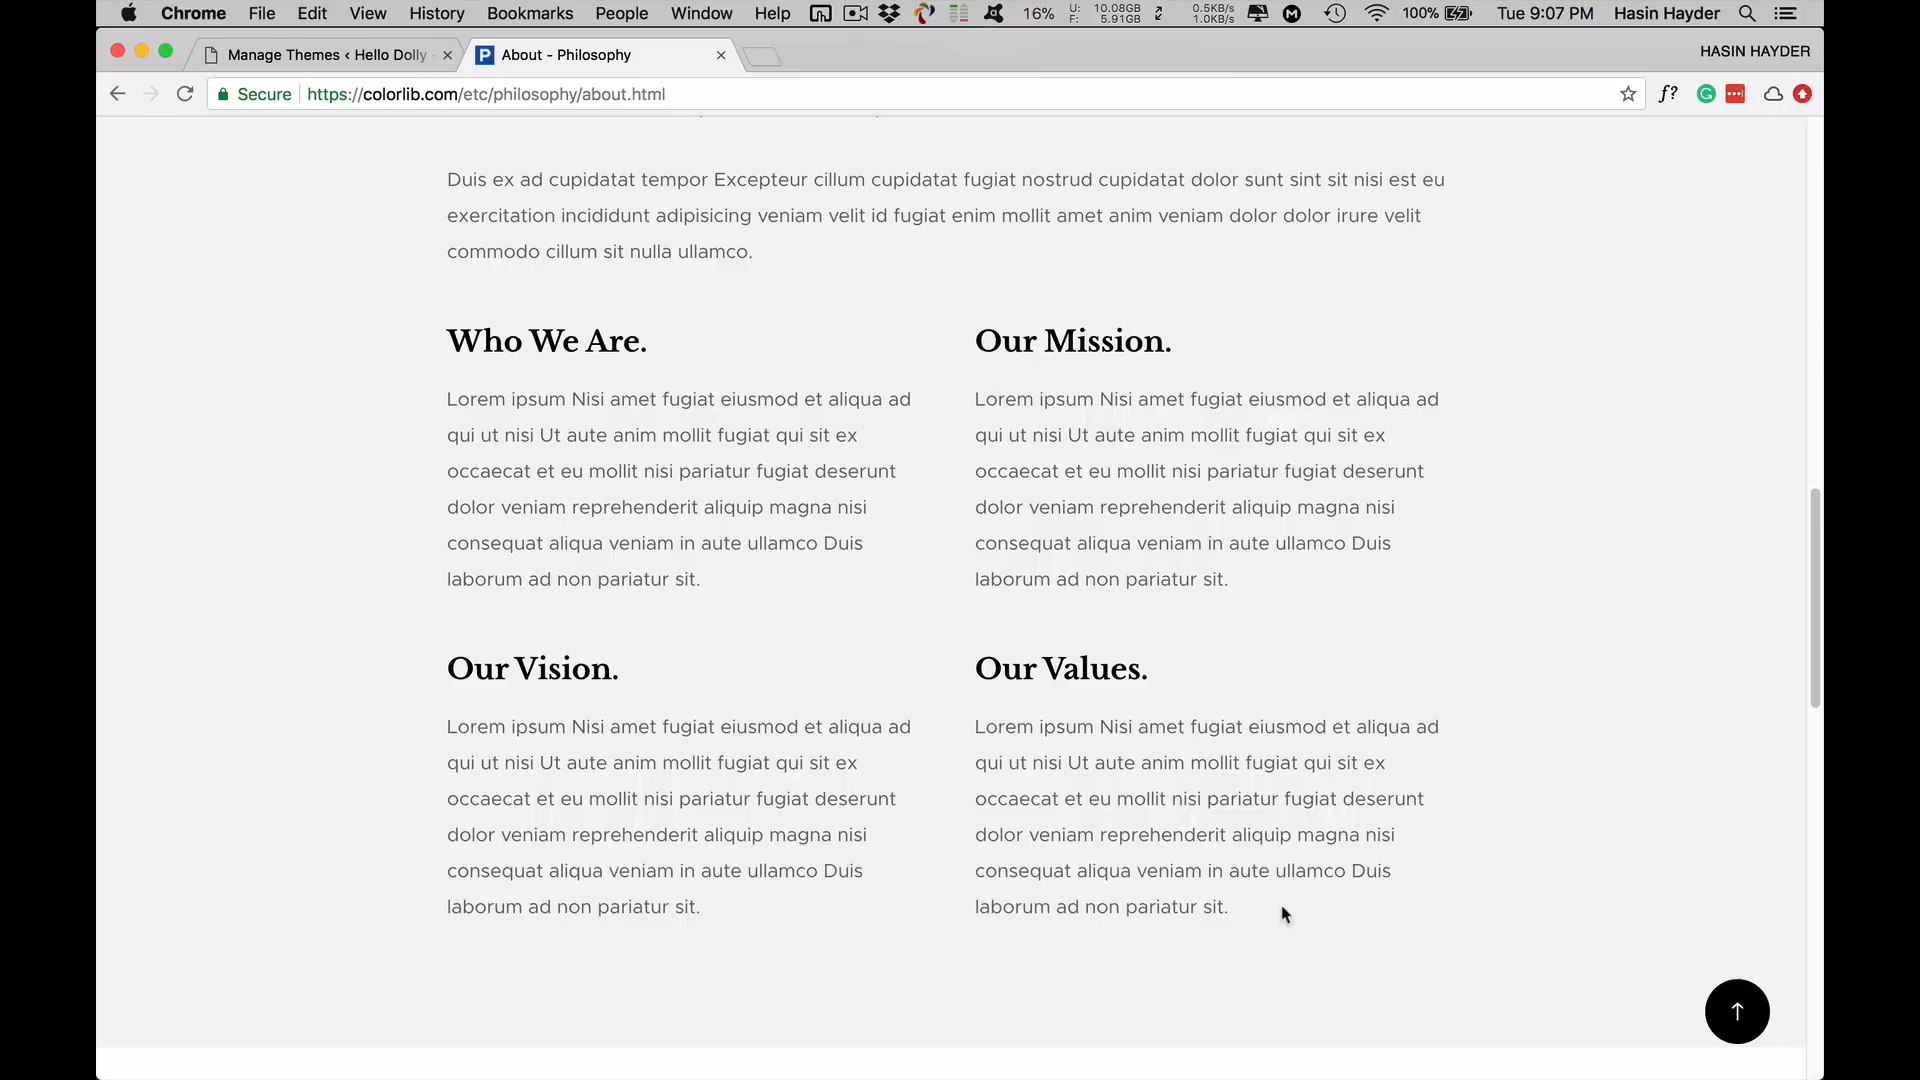 Chrome File Edit View History Bookmarks People Window Help 16% U: 10.08GB F: 5.91GB 0.5KB/s 1.0KB/s 100% Tue 9:07 PM Hasin Hayder
Manage Themes ‹ Hello Dolly
About - Philosophy
HASIN HAYDER
Secure https://colorlib.com/etc/philosophy/about.html f?
Duis ex ad cupidatat tempor Excepteur cillum cupidatat fugiat nostrud cupidatat dolor sunt sint sit nisi est eu
exercitation incididunt adipisicing veniam velit id fugiat enim mollit amet anim veniam dolor dolor irure velit
commodo cillum sit nulla ullamco.
Who We Are.
Lorem ipsum Nisi amet fugiat eiusmod et aliqua ad
qui ut nisi Ut aute anim mollit fugiat qui sit ex
occaecat et eu mollit nisi pariatur fugiat deserunt
dolor veniam reprehenderit aliquip magna nisi
consequat aliqua veniam in aute ullamco Duis
laborum ad non pariatur sit.
Our Mission.
Lorem ipsum Nisi amet fugiat eiusmod et aliqua ad
qui ut nisi Ut aute anim mollit fugiat qui sit ex
occaecat et eu mollit nisi pariatur fugiat deserunt
dolor veniam reprehenderit aliquip magna nisi
consequat aliqua veniam in aute ullamco Duis
laborum ad non pariatur sit.
Our Vision.
Lorem ipsum Nisi amet fugiat eiusmod et aliqua ad
qui ut nisi Ut aute anim mollit fugiat qui sit ex
occaecat et eu mollit nisi pariatur fugiat deserunt
dolor veniam reprehenderit aliquip magna nisi
consequat aliqua veniam in aute ullamco Duis
laborum ad non pariatur sit.
Our Values.
Lorem ipsum Nisi amet fugiat eiusmod et aliqua ad
qui ut nisi Ut aute anim mollit fugiat qui sit ex
occaecat et eu mollit nisi pariatur fugiat deserunt
dolor veniam reprehenderit aliquip magna nisi
consequat aliqua veniam in aute ullamco Duis
laborum ad non pariatur sit.